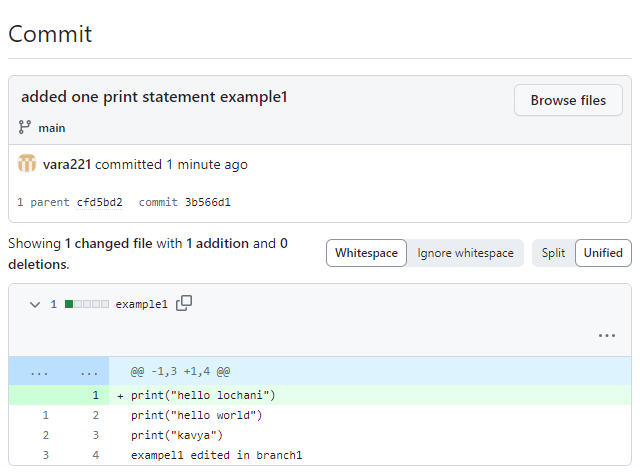 Commit
added one print statement example1
Browse files
main
vara221 committed 1 minute ago
1 parent cfd5bd2 commit 3b566d1
Showing 1 changed file with 1 addition and 0
deletions.
Whitespace Ignore whitespace Split Unified
1 example1
...
... ... @@ -1,3 +1,4 @@
1 + print("hello lochani")
1 2 print("hello world")
2 3 print("kavya")
3 4 exampel1 edited in branch1